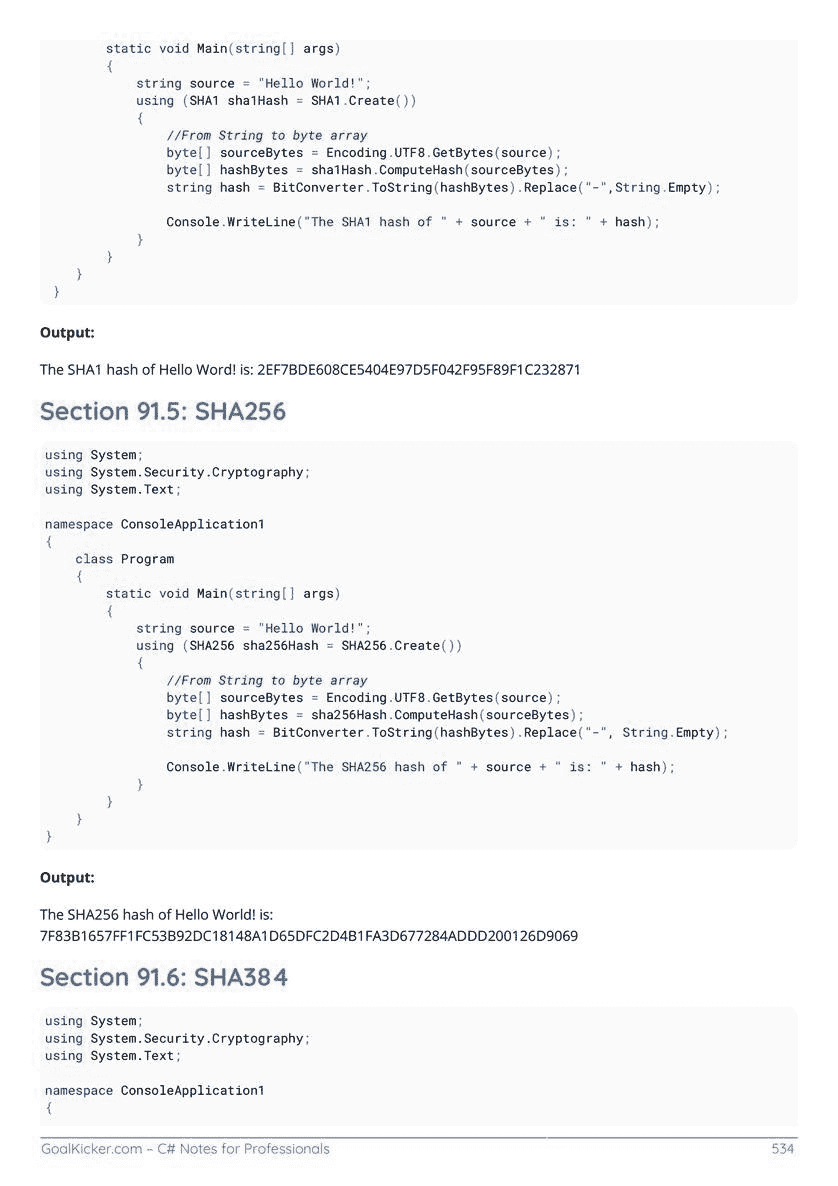 static void Main(string[] args)
        {
            string source = "Hello World!";
            using (SHA1 sha1Hash = SHA1.Create())
            {
                //From String to byte array
                byte[] sourceBytes = Encoding.UTF8.GetBytes(source);
                byte[] hashBytes = sha1Hash.ComputeHash(sourceBytes);
                string hash = BitConverter.ToString(hashBytes).Replace("-",String.Empty);

                Console.WriteLine("The SHA1 hash of " + source + " is: " + hash);
            }
        }
    }
 }
Output:
The SHA1 hash of Hello Word! is: 2EF7BDE608CE5404E97D5F042F95F89F1C232871
Section 91.5: SHA256
using System;
using System.Security.Cryptography;
using System.Text;

namespace ConsoleApplication1
{
    class Program
    {
        static void Main(string[] args)
        {
            string source = "Hello World!";
            using (SHA256 sha256Hash = SHA256.Create())
            {
                //From String to byte array
                byte[] sourceBytes = Encoding.UTF8.GetBytes(source);
                byte[] hashBytes = sha256Hash.ComputeHash(sourceBytes);
                string hash = BitConverter.ToString(hashBytes).Replace("-", String.Empty);

                Console.WriteLine("The SHA256 hash of " + source + " is: " + hash);
            }
        }
    }
}
Output:
The SHA256 hash of Hello World! is:
7F83B1657FF1FC53B92DC18148A1D65DFC2D4B1FA3D677284ADDD200126D9069
Section 91.6: SHA384
using System;
using System.Security.Cryptography;
using System.Text;

namespace ConsoleApplication1
{
GoalKicker.com – C# Notes for Professionals
534